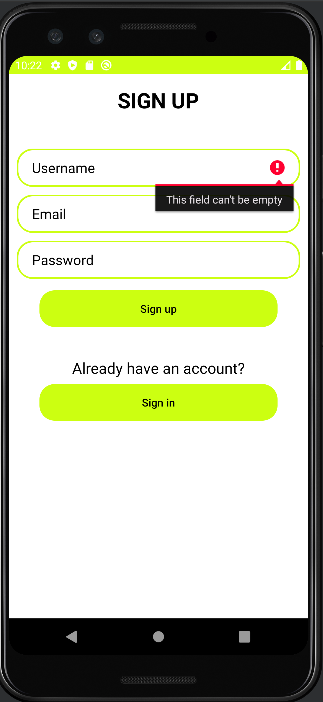 10:22
SIGN UP
Username
This field can't be empty
Email
Password
Sign up
Already have an account?
Sign in